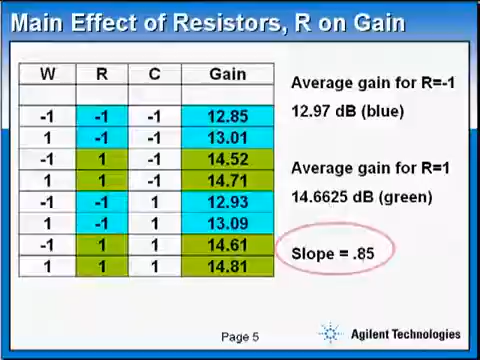 Main Effect of Resistors, R on Gain
W R C Gain
-1 -1 -1 12.85
1 -1 -1 13.01
-1 1 -1 14.52
1 1 -1 14.71
-1 -1 1 12.93
1 -1 1 13.09
-1 1 1 14.61
1 1 1 14.81
Average gain for R=-1
12.97 dB (blue)
Average gain for R=1
14.6625 dB (green)
Slope = .85
Page 5
Agilent Technologies